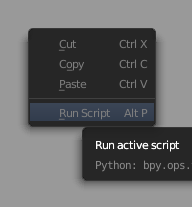 Cut Ctrl X
Copy Ctrl C
Paste Ctrl V
Run Script Alt P
Run active script
Python: bpy.ops.